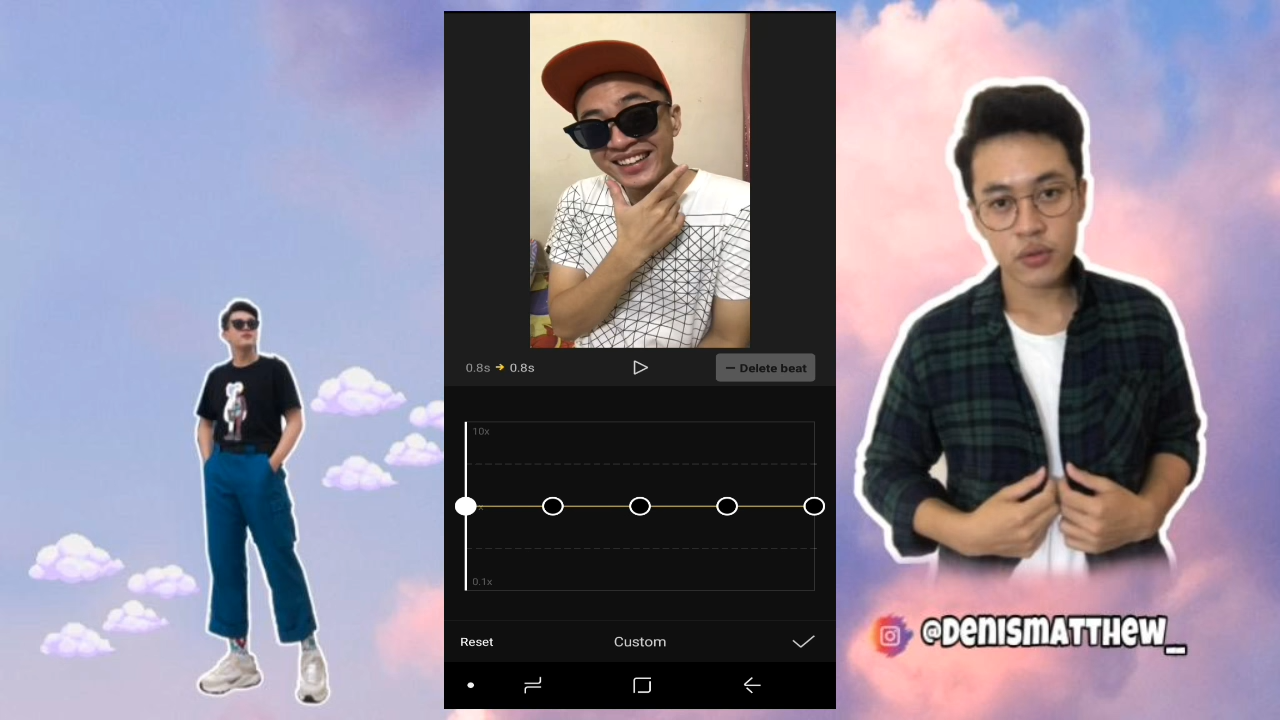 0.8s → 0.8s
— Delete beat
10x
x
0.1x
Reset
Custom
@DENISMATTHEW_